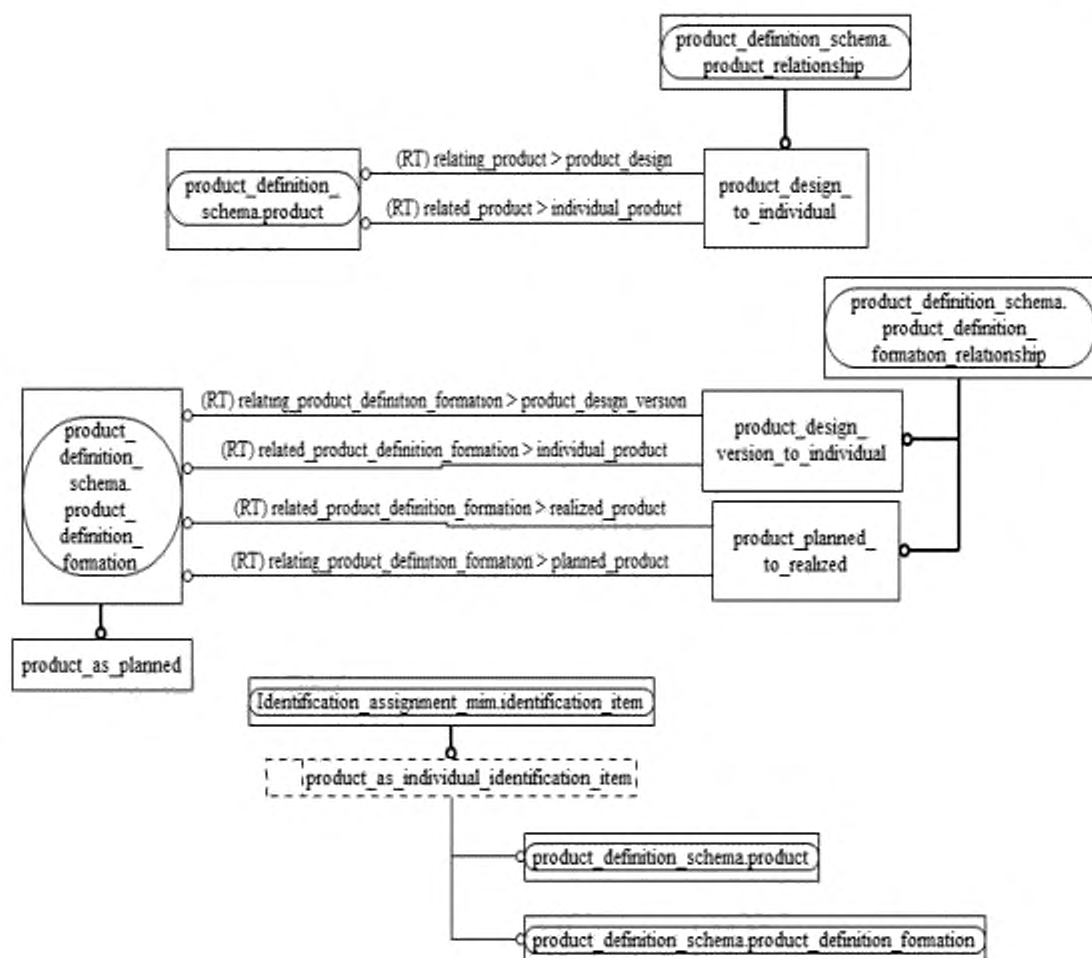 product_definition_schema.
product_relationship
(RT) relating_product > product_design
product_definition_
schema.product
product_design_
to_individual
(RT) related_product > individual_product
product_definition_schema.
product_definition_
formation_relationship
(RT) relating_product_definition_formation > product_design_version
product_
definition_
schema.
product_
definition_
formation
product_design_
version_to_individual
(RT) related_product_definition_formation > individual_product
(RT) related_product_definition_formation > realized_product
product_planned_
to_realized
(RT) relating_product_definition_formation > planned_product
product_as_planned
Identification_assignment_mim.identification_item
product_as_individual_identification_item
product_definition_schema.product
product_definition_schema.product_definition_formation